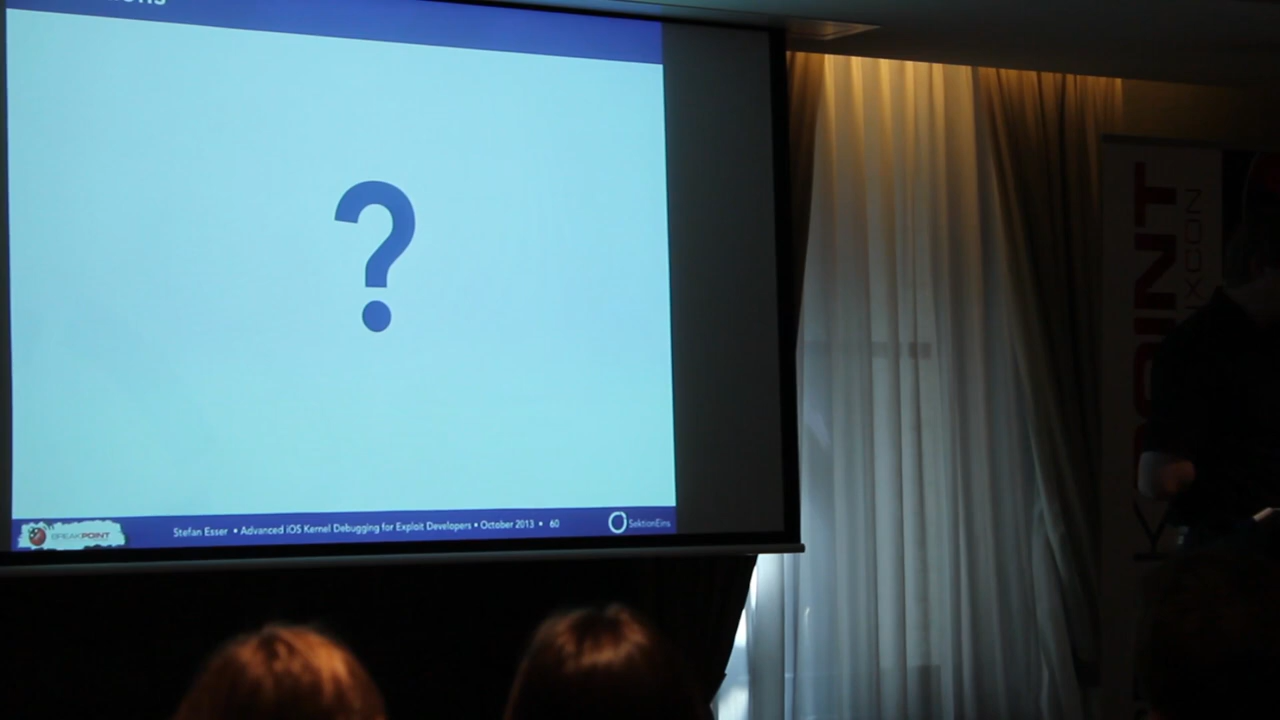 ?
BREAKPOINT
Stefan Esser • Advanced iOS Kernel Debugging for Exploit Developers • October 2013 • 60
SektionEins